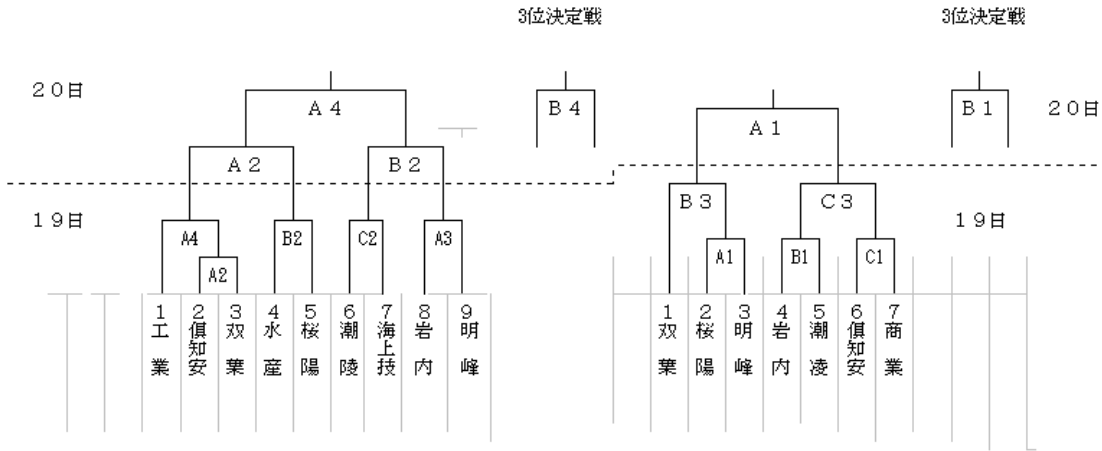 3位決定戦 3位決定戦
20日 A4 B4 A1 B1 20日
A2 B2
19日 B3 C3 19日
A4 B2 C2 A3
A2 A1 B1 C1
1 2 3 4 5 6 7 8 9 1 2 3 4 5 6 7
工業
倶知安
双葉
水産
桜陽
潮陵
海上技
岩内
明峰
双葉
桜陽
明峰
岩内
潮凌
倶知安
商業